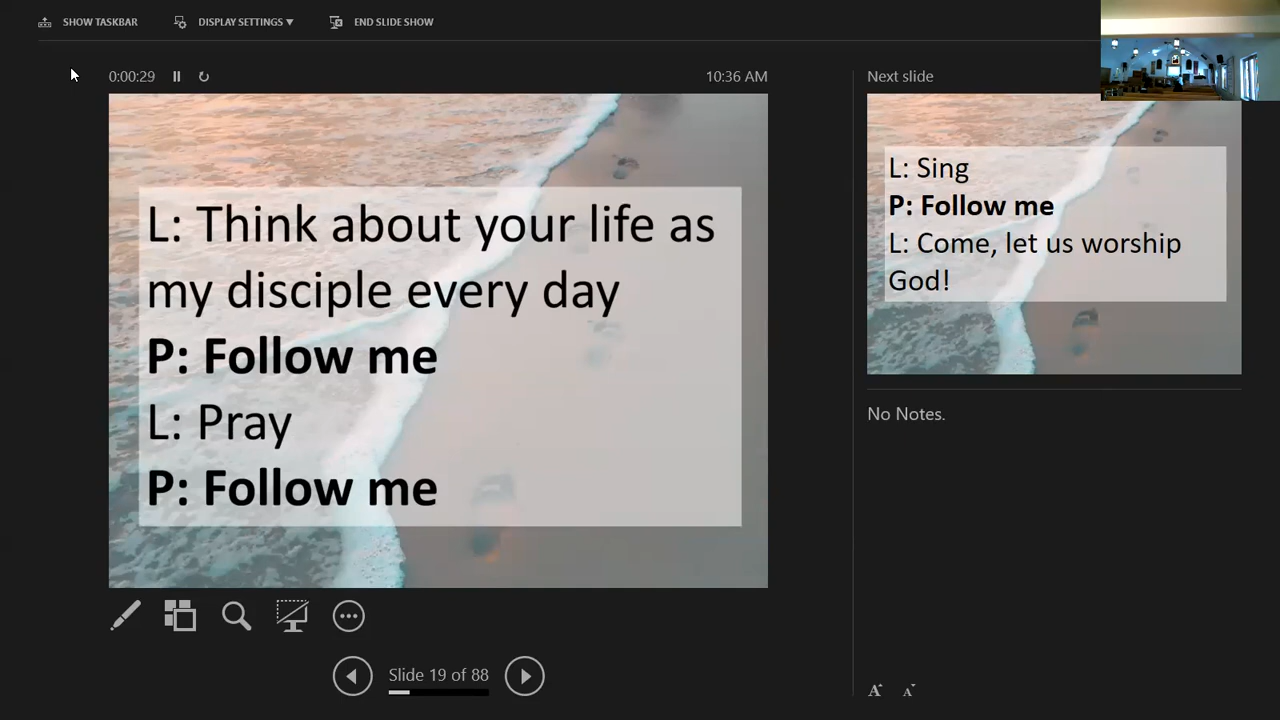 SHOW TASKBAR
DISPLAY SETTINGS ▼
END SLIDE SHOW
0:00:29
10:36 AM
L: Think about your life as
my disciple every day
P: Follow me
L: Pray
P: Follow me
Slide 19 of 88
Next slide
L: Sing
P: Follow me
L: Come, let us worship
God!
No Notes.
A A